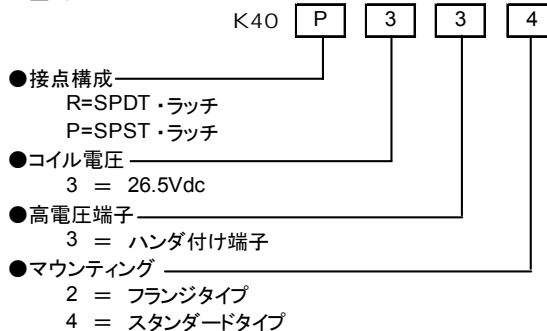 K40 P 3 3 4
●接点構成
R=SPDT・ラッチ
P=SPST・ラッチ
●コイル電圧
3 = 26.5Vdc
●高電圧端子
3 = ハンダ付け端子
●マウンティング
2 = フランジタイプ
4 = スタンダードタイプ